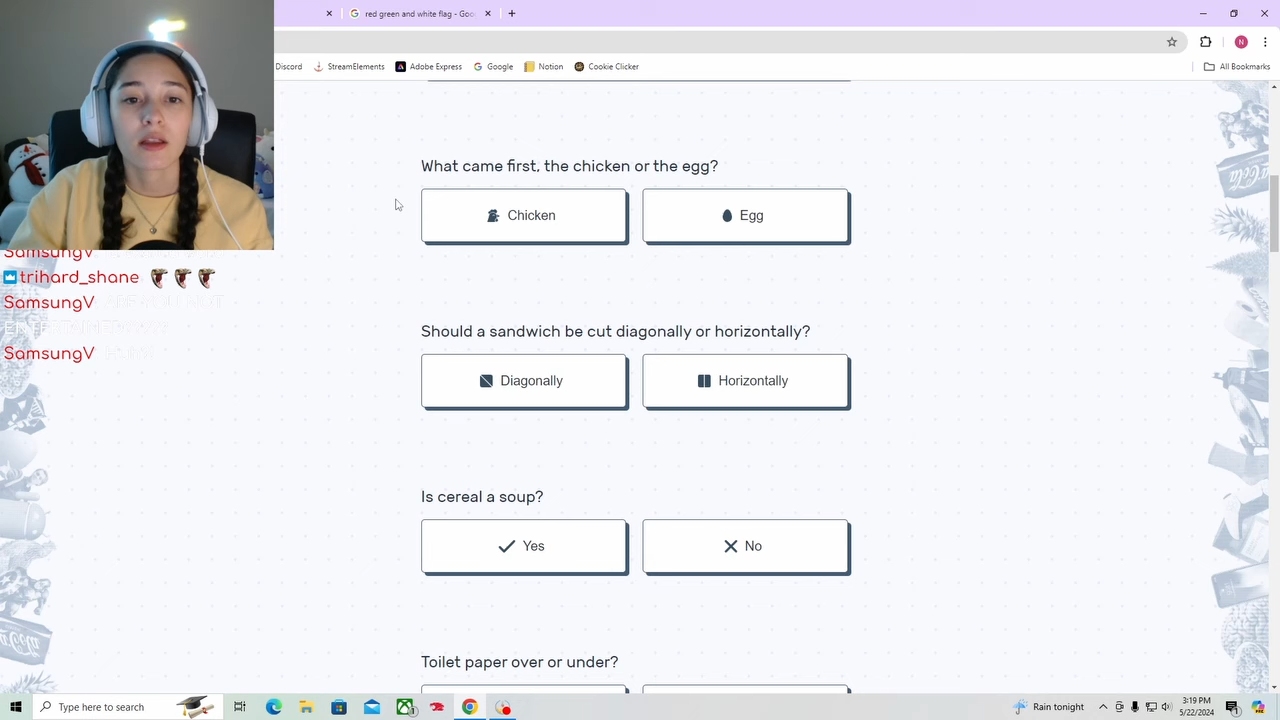 red green and white flag - Goo
Discord
StreamElements
Adobe Express
Google
Notion
Cookie Clicker
All Bookmarks
N
What came first, the chicken or the egg?
Chicken
Egg
SamsungV
trihard_shane
SamsungV
SamsungV
Should a sandwich be cut diagonally or horizontally?
Diagonally
Horizontally
Is cereal a soup?
Yes
No
Toilet paper over or under?
Type here to search
Rain tonight
3:19 PM
5/22/2024